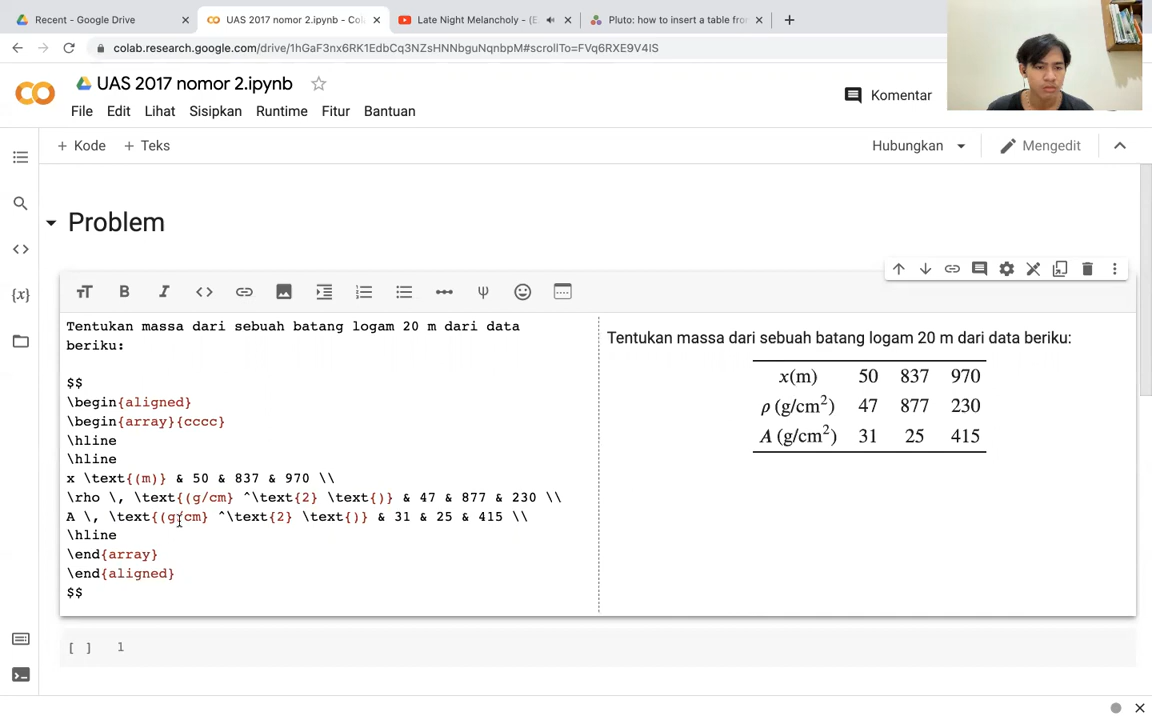 Recent - Google Drive
UAS 2017 nomor 2.ipynb - Co
Late Night Melancholy - (E
Pluto: how to insert a table fro
colab.research.google.com/drive/1hGaF3nx6RK1EdbCq3NZsHNNbguNqnbpM#scrollTo=FVq6RXE9V4lS
UAS 2017 nomor 2.ipynb
Komentar
File Edit Lihat Sisipkan Runtime Fitur Bantuan
+ Kode + Teks
Hubungkan
Mengedit
Problem
Tentukan massa dari sebuah batang logam 20 m dari data
beriku:
$$
\begin{aligned}
\begin{array}{cccc}
\hline
\hline
x \text{(m)} & 50 & 837 & 970 \\
\rho \, \text{(g/cm} ^\text{2} \text{)} & 47 & 877 & 230 \\
A \, \text{(g/cm} ^\text{2} \text{)} & 31 & 25 & 415 \\
\hline
\end{array}
\end{aligned}
$$
Tentukan massa dari sebuah batang logam 20 m dari data beriku:
x(m) 50 837 970
ρ (g/cm²) 47 877 230
A (g/cm²) 31 25 415
[ ] 1